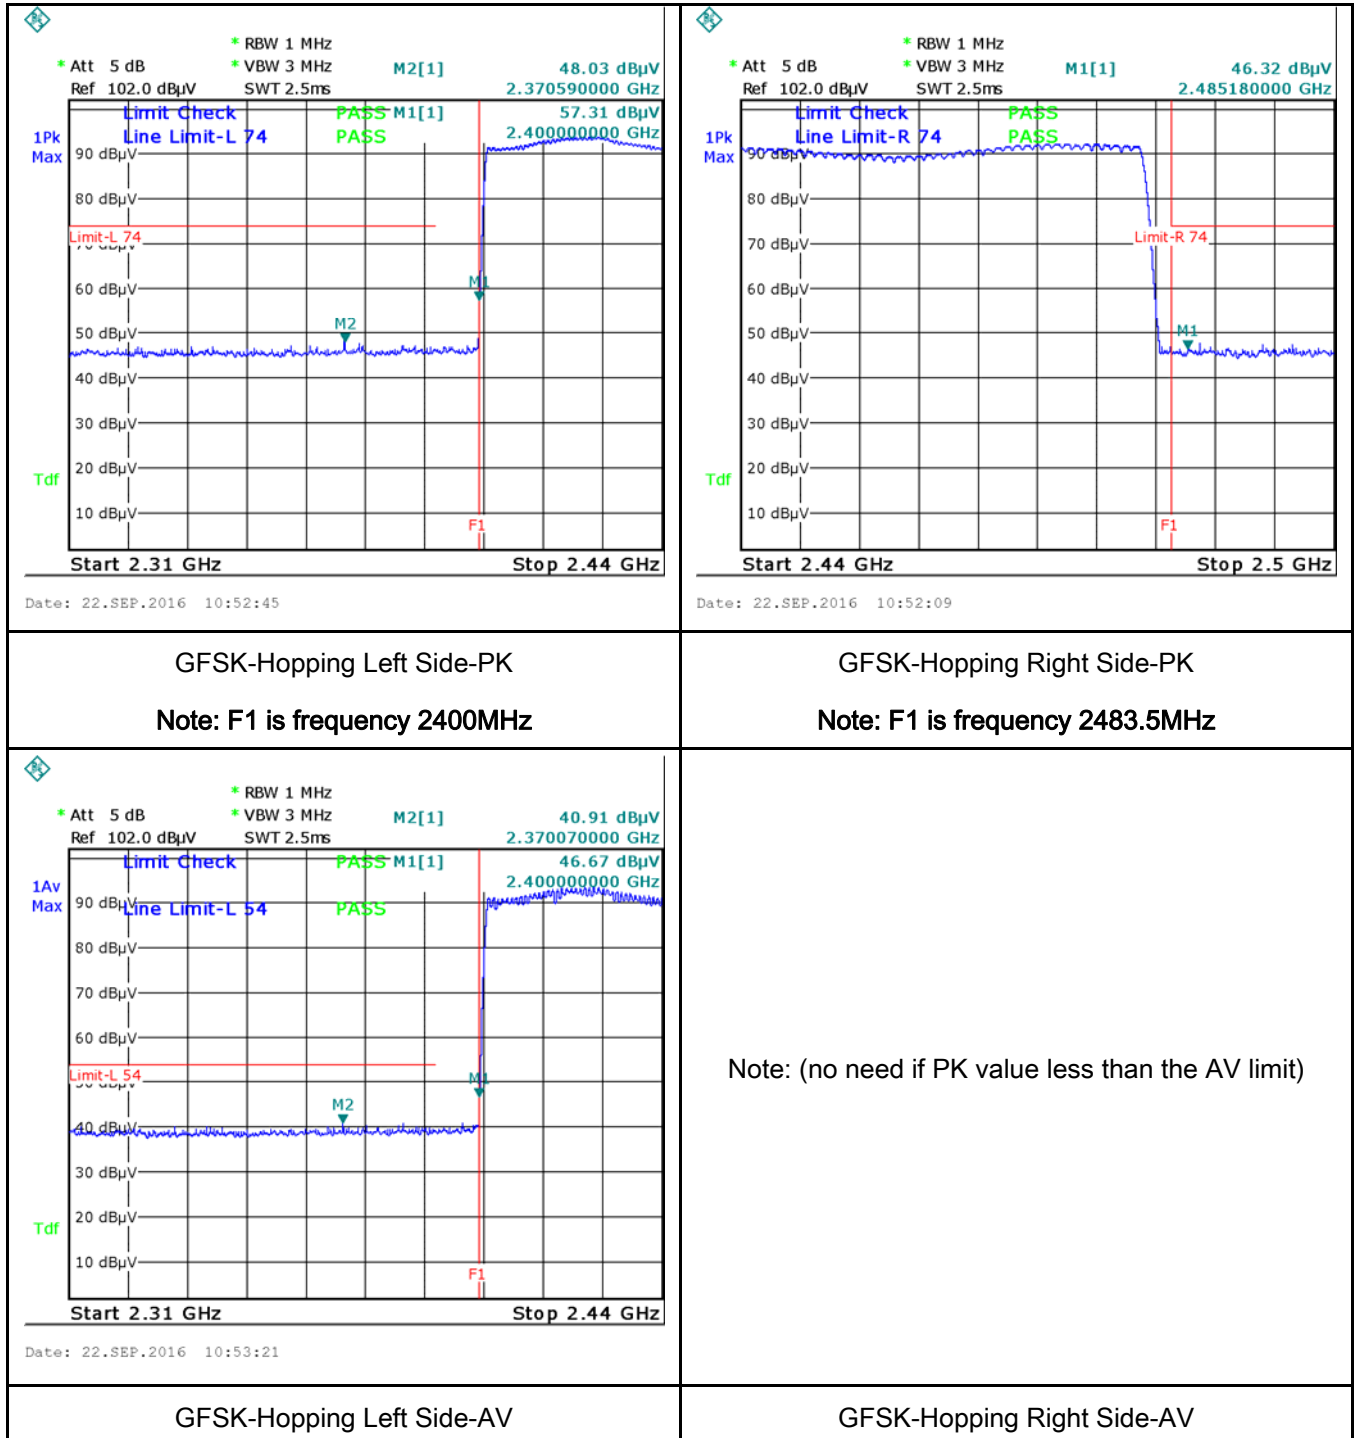 * RBW 1 MHz
* Att 5 dB * VBW 3 MHz M2[1] 48.03 dBµV
Ref 102.0 dBµV SWT 2.5ms 2.370590000 GHz
Limit Check PASS M1[1] 57.31 dBµV
1Pk Line Limit-L 74 PASS 2.400000000 GHz
Max 90 dBµV
80 dBµV
Limit-L 74
70 dBµV
60 dBµV M1
50 dBµV M2
40 dBµV
30 dBµV
Tdf 20 dBµV
10 dBµV F1
Start 2.31 GHz Stop 2.44 GHz
Date: 22.SEP.2016 10:52:45
* RBW 1 MHz
* Att 5 dB * VBW 3 MHz M1[1] 46.32 dBµV
Ref 102.0 dBµV SWT 2.5ms 2.485180000 GHz
Limit Check PASS
1Pk Line Limit-R 74 PASS
Max 90 dBµV
80 dBµV
Limit-R 74
70 dBµV
60 dBµV
50 dBµV M1
40 dBµV
30 dBµV
Tdf 20 dBµV
10 dBµV F1
Start 2.44 GHz Stop 2.5 GHz
Date: 22.SEP.2016 10:52:09
GFSK-Hopping Left Side-PK
Note: F1 is frequency 2400MHz
GFSK-Hopping Right Side-PK
Note: F1 is frequency 2483.5MHz
* RBW 1 MHz
* Att 5 dB * VBW 3 MHz M2[1] 40.91 dBµV
Ref 102.0 dBµV SWT 2.5ms 2.370070000 GHz
Limit Check PASS M1[1] 46.67 dBµV
1Av 2.400000000 GHz
Max 90 dBµV Line Limit-L 54 PASS
80 dBµV
70 dBµV
60 dBµV
Limit-L 54
50 dBµV M1
M2
40 dBµV
30 dBµV
Tdf 20 dBµV
10 dBµV F1
Start 2.31 GHz Stop 2.44 GHz
Date: 22.SEP.2016 10:53:21
Note: (no need if PK value less than the AV limit)
GFSK-Hopping Left Side-AV
GFSK-Hopping Right Side-AV